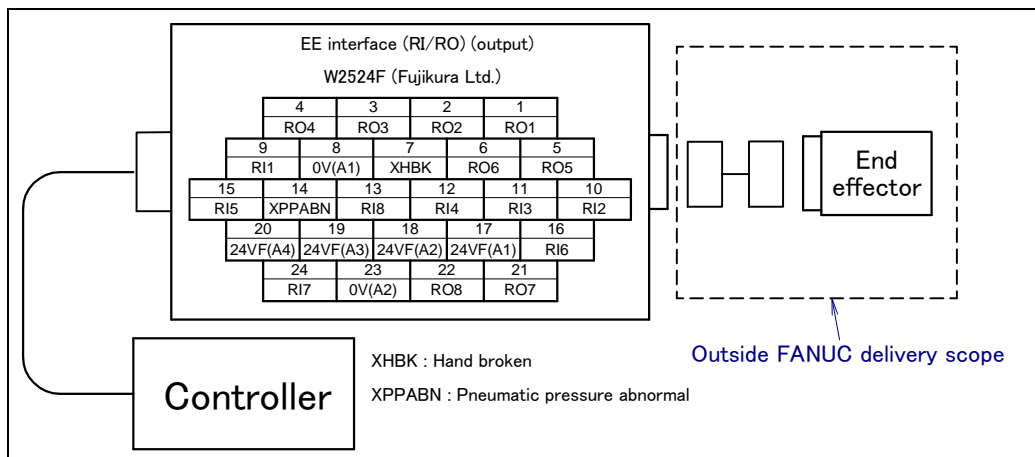 EE interface (RI/RO) (output)
W2524F (Fujikura Ltd.)
4 3 2 1
RO4 RO3 RO2 RO1
9 8 7 6 5
RI1 0V(A1) XHBK RO6 RO5
15 14 13 12 11 10
RI5 XPPABN RI8 RI4 RI3 RI2
20 19 18 17 16
24VF(A4) 24VF(A3) 24VF(A2) 24VF(A1) RI6
24 23 22 21
RI7 0V(A2) RO8 RO7
End
effector
Outside FANUC delivery scope
Controller
XHBK : Hand broken
XPPABN : Pneumatic pressure abnormal